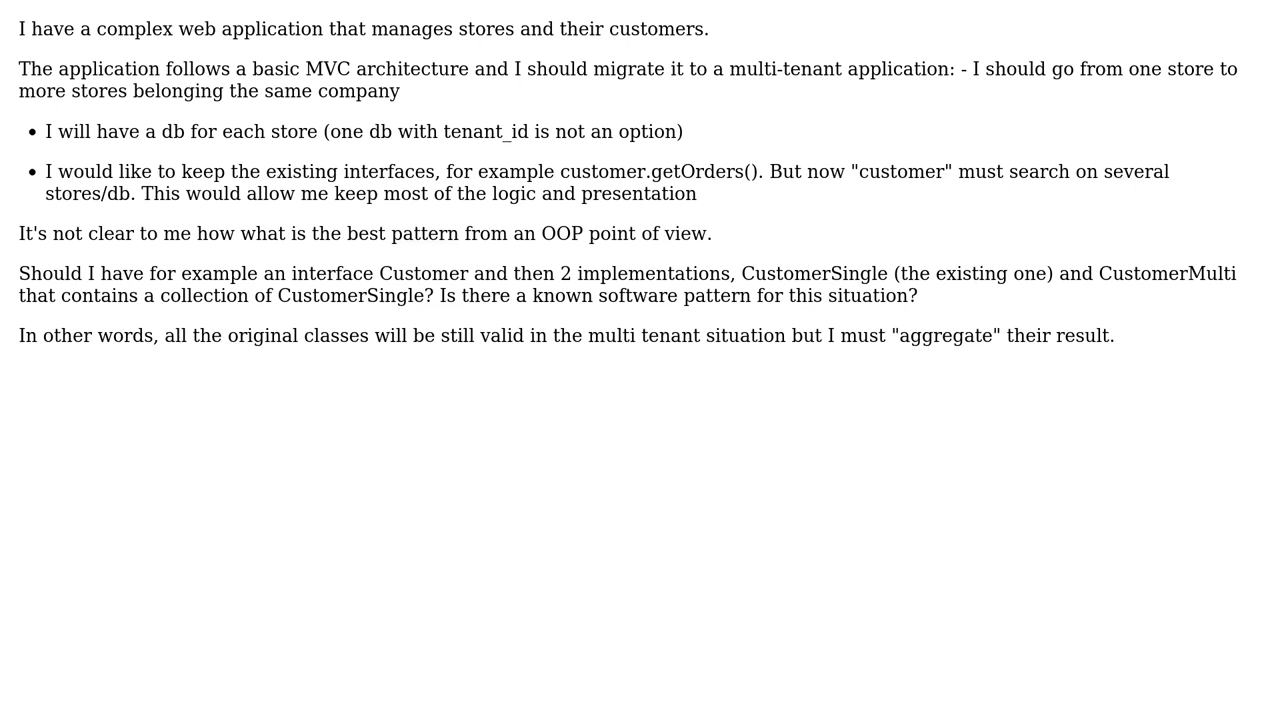 I have a complex web application that manages stores and their customers.
The application follows a basic MVC architecture and I should migrate it to a multi-tenant application: - I should go from one store to
more stores belonging the same company
• I will have a db for each store (one db with tenant_id is not an option)
• I would like to keep the existing interfaces, for example customer.getOrders(). But now "customer" must search on several
stores/db. This would allow me keep most of the logic and presentation
It's not clear to me how what is the best pattern from an OOP point of view.
Should I have for example an interface Customer and then 2 implementations, CustomerSingle (the existing one) and CustomerMulti
that contains a collection of CustomerSingle? Is there a known software pattern for this situation?
In other words, all the original classes will be still valid in the multi tenant situation but I must "aggregate" their result.